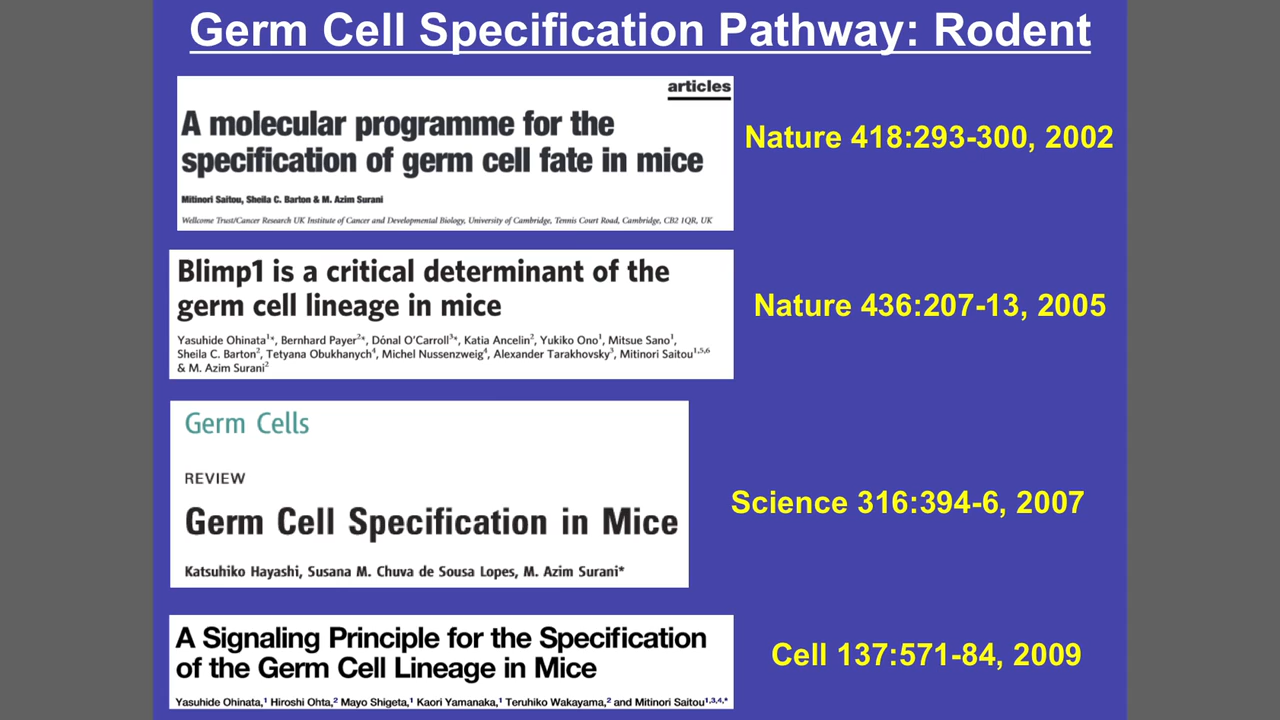 Germ Cell Specification Pathway: Rodent
articles
A molecular programme for the
specification of germ cell fate in mice
Mitinori Saitou, Sheila C. Barton & M. Azim Surani
Wellcome Trust/Cancer Research UK Institute of Cancer and Developmental Biology, University of Cambridge, Tennis Court Road, Cambridge, CB2 1QR, UK
Nature 418:293-300, 2002
Blimp1 is a critical determinant of the
germ cell lineage in mice
Yasuhide Ohinata¹*, Bernhard Payer²*, Dónal O'Carroll³*, Katia Ancelin², Yukiko Ono¹, Mitsue Sano¹,
Sheila C. Barton², Tetyana Obukhanych⁴, Michel Nussenzweig⁴, Alexander Tarakhovsky³, Mitinori Saitou¹,⁵,⁶
& M. Azim Surani²
Nature 436:207-13, 2005
Germ Cells
REVIEW
Germ Cell Specification in Mice
Katsuhiko Hayashi, Susana M. Chuva de Sousa Lopes, M. Azim Surani*
Science 316:394-6, 2007
A Signaling Principle for the Specification
of the Germ Cell Lineage in Mice
Yasuhide Ohinata,¹ Hiroshi Ohta,² Mayo Shigeta,¹ Kaori Yamanaka,¹ Teruhiko Wakayama,² and Mitinori Saitou¹,³,⁴,*
Cell 137:571-84, 2009